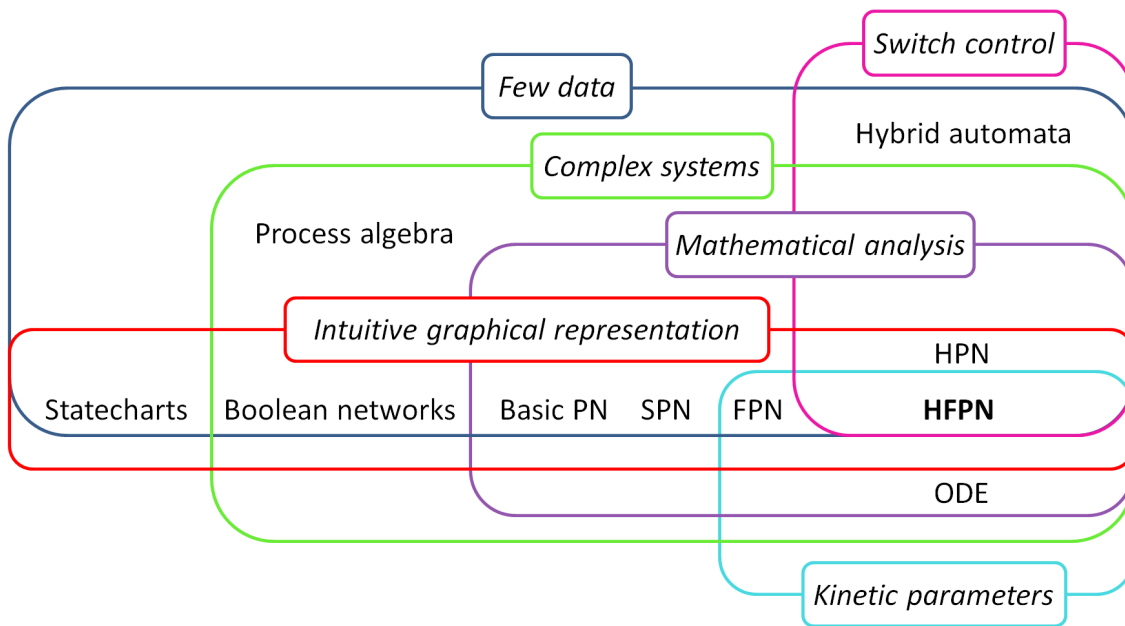 Switch control
Few data
Hybrid automata
Complex systems
Process algebra
Mathematical analysis
Intuitive graphical representation
HPN
Statecharts Boolean networks Basic PN SPN FPN HFPN
ODE
Kinetic parameters